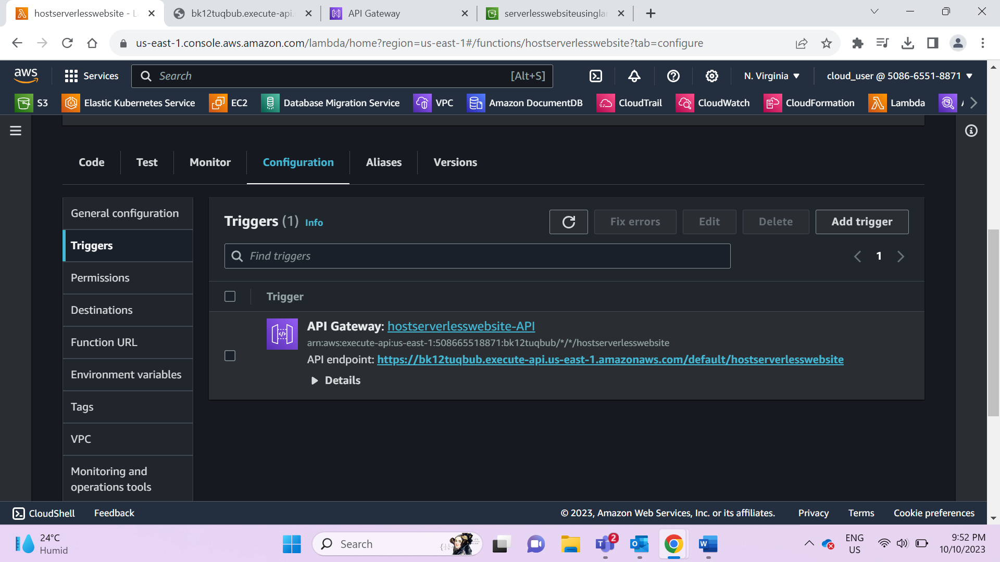 hostserverlesswebsite - L
bk12tuqbub.execute-api.
API Gateway
serverlesswebsiteusingla
us-east-1.console.aws.amazon.com/lambda/home?region=us-east-1#/functions/hostserverlesswebsite?tab=configure
aws
Services
Search
[Alt+S]
N. Virginia
cloud_user @ 5086-6551-8871
S3
Elastic Kubernetes Service
EC2
Database Migration Service
VPC
Amazon DocumentDB
CloudTrail
CloudWatch
CloudFormation
Lambda
Code
Test
Monitor
Configuration
Aliases
Versions
General configuration
Triggers
Permissions
Destinations
Function URL
Environment variables
Tags
VPC
Monitoring and
operations tools
Triggers (1) Info
Fix errors
Edit
Delete
Add trigger
Find triggers
1
Trigger
API Gateway: hostserverlesswebsite-API
arn:aws:execute-api:us-east-1:508665518871:bk12tuqbub/*/*/hostserverlesswebsite
API endpoint: https://bk12tuqbub.execute-api.us-east-1.amazonaws.com/default/hostserverlesswebsite
Details
CloudShell
Feedback
© 2023, Amazon Web Services, Inc. or its affiliates.
Privacy
Terms
Cookie preferences
24°C
Humid
Search
2
ENG
US
9:52 PM
10/10/2023